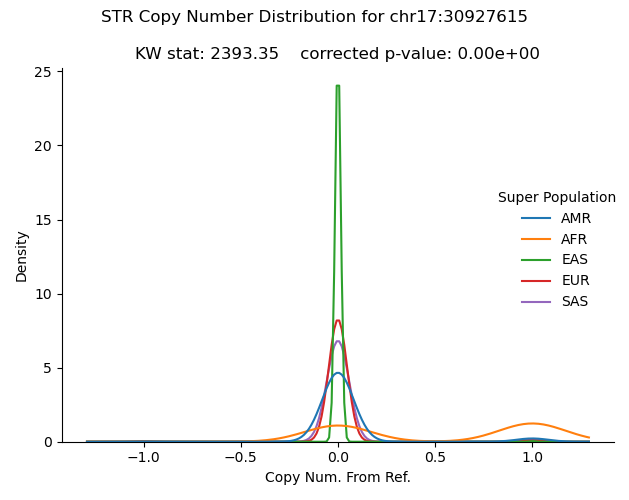 STR Copy Number Distribution for chr17:30927615
KW stat: 2393.35    corrected p-value: 0.00e+00
25
20
15
10
5
0
Density
Super Population
AMR
AFR
EAS
EUR
SAS
−1.0
−0.5
0.0
0.5
1.0
Copy Num. From Ref.